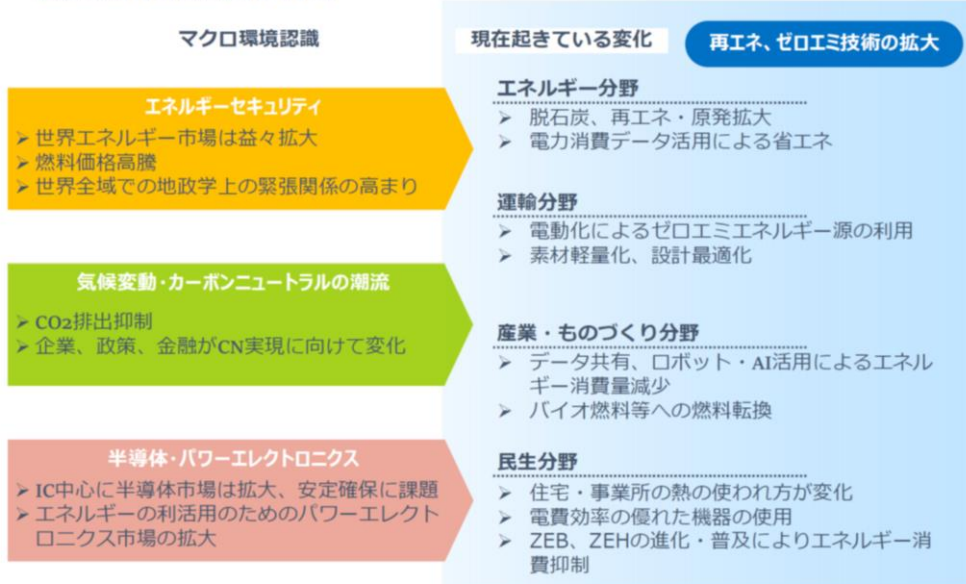 マクロ環境認識
エネルギーセキュリティ
➢ 世界エネルギー市場は益々拡大
➢ 燃料価格高騰
➢ 世界全域での地政学上の緊張関係の高まり
気候変動・カーボンニュートラルの潮流
➢ CO2排出抑制
➢ 企業、政策、金融がCN実現に向けて変化
半導体・パワーエレクトロニクス
➢ IC中心に半導体市場は拡大、安定確保に課題
➢ エネルギーの利活用のためのパワーエレクト
ロニクス市場の拡大
現在起きている変化
再エネ、ゼロエミ技術の拡大
エネルギー分野
➢ 脱石炭、再エネ・原発拡大
➢ 電力消費データ活用による省エネ
運輸分野
➢ 電動化によるゼロエミエネルギー源の利用
➢ 素材軽量化、設計最適化
産業・ものづくり分野
➢ データ共有、ロボット・AI活用によるエネル
ギー消費量減少
➢ バイオ燃料等への燃料転換
民生分野
➢ 住宅・事業所の熱の使われ方が変化
➢ 電費効率の優れた機器の使用
➢ ZEB、ZEHの進化・普及によりエネルギー消
費抑制